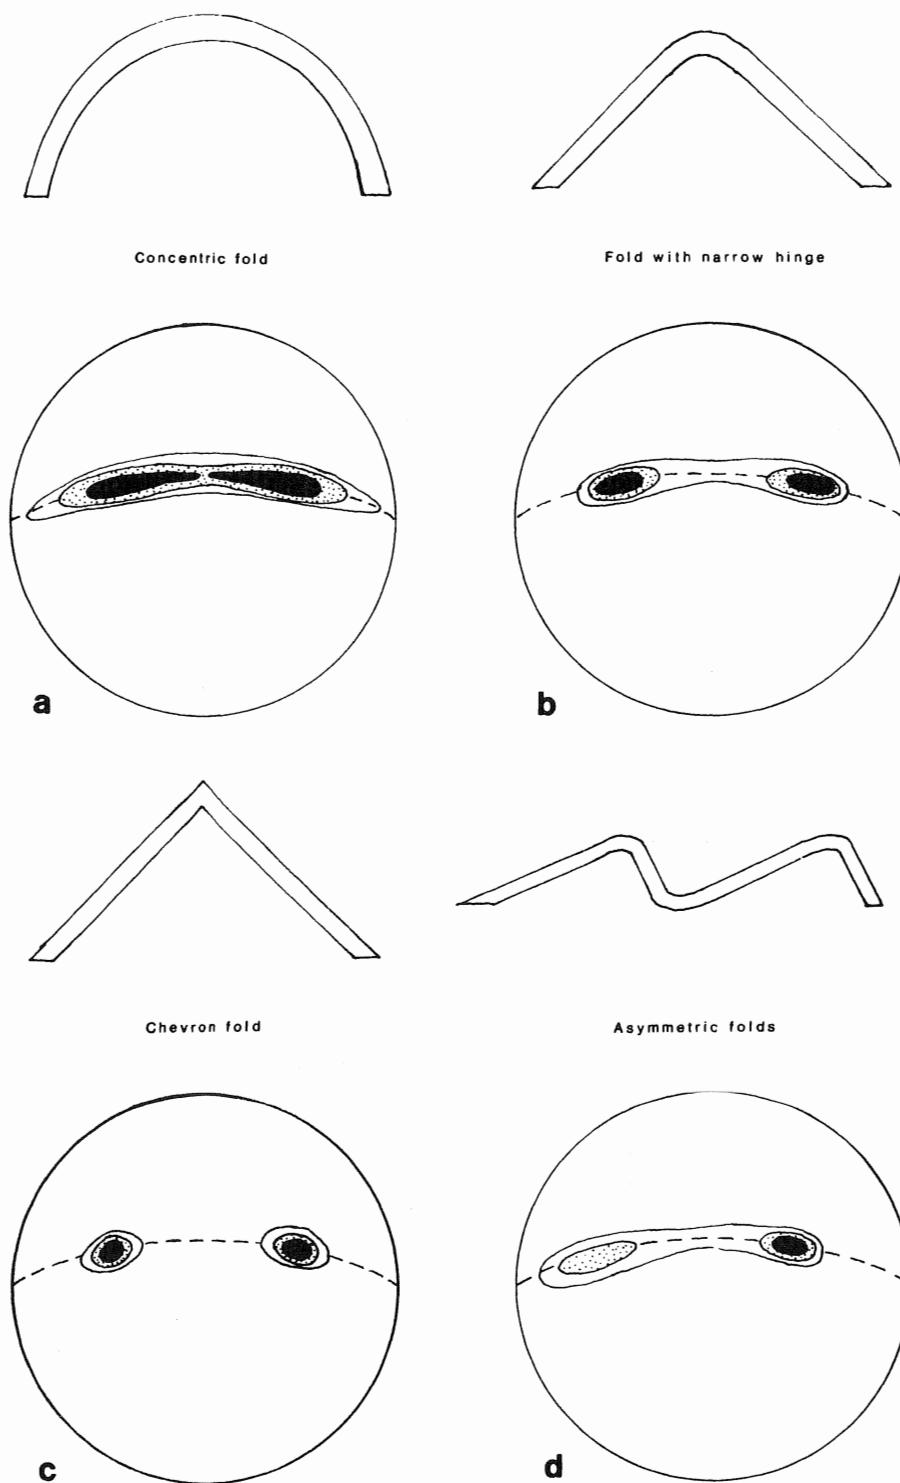 Concentric fold
Fold with narrow hinge
a
b
Chevron fold
Asymmetric folds
c
d